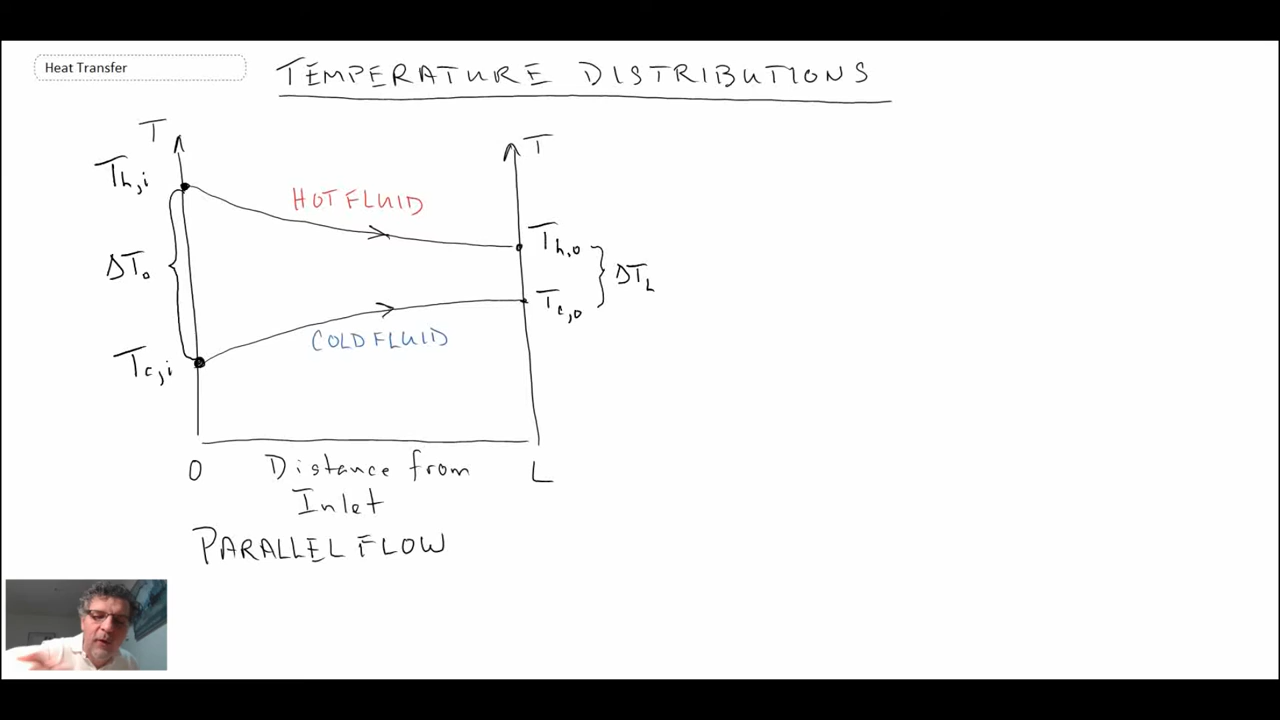 Heat Transfer
TEMPERATURE DISTRIBUTIONS
T
T
Th,i
HOT FLUID
Th,o
ΔTo
ΔTL
Tc,o
COLD FLUID
Tc,i
0
Distance from
L
Inlet
PARALLEL FLOW